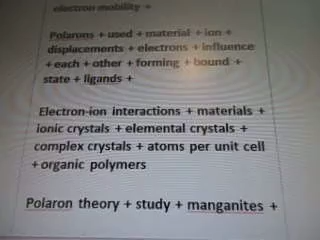 electron mobility +
Polarons + used + material + ion +
displacements + electrons + influence
+ each + other + forming + bound +
state + ligands +
Electron-ion interactions + materials +
ionic crystals + elemental crystals +
complex crystals + atoms per unit cell
+ organic polymers
Polaron theory + study + manganites +